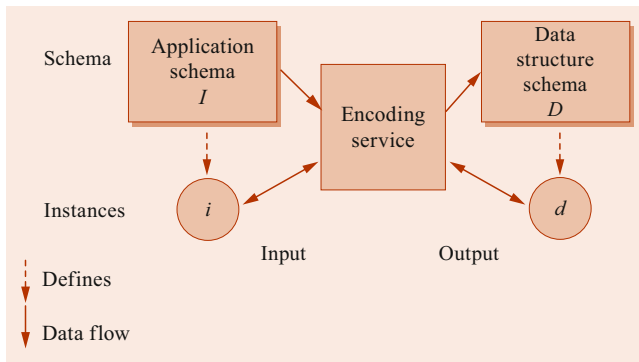 Schema
Application
schema
I
Encoding
service
Data
structure
schema
D
Instances
i
d
Input
Output
Defines
Data flow